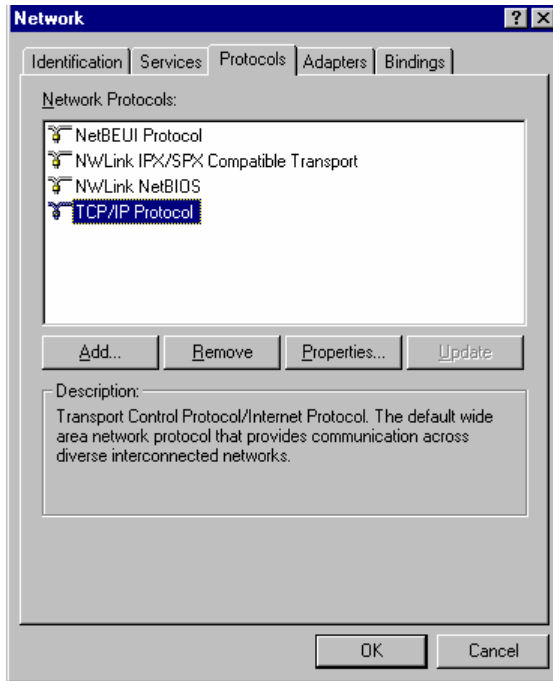 Network
Identification Services Protocols Adapters Bindings
Network Protocols:
NetBEUI Protocol
NWLink IPX/SPX Compatible Transport
NWLink NetBIOS
TCP/IP Protocol
Add... Remove Properties... Update
Description:
Transport Control Protocol/Internet Protocol. The default wide
area network protocol that provides communication across
diverse interconnected networks.
OK Cancel